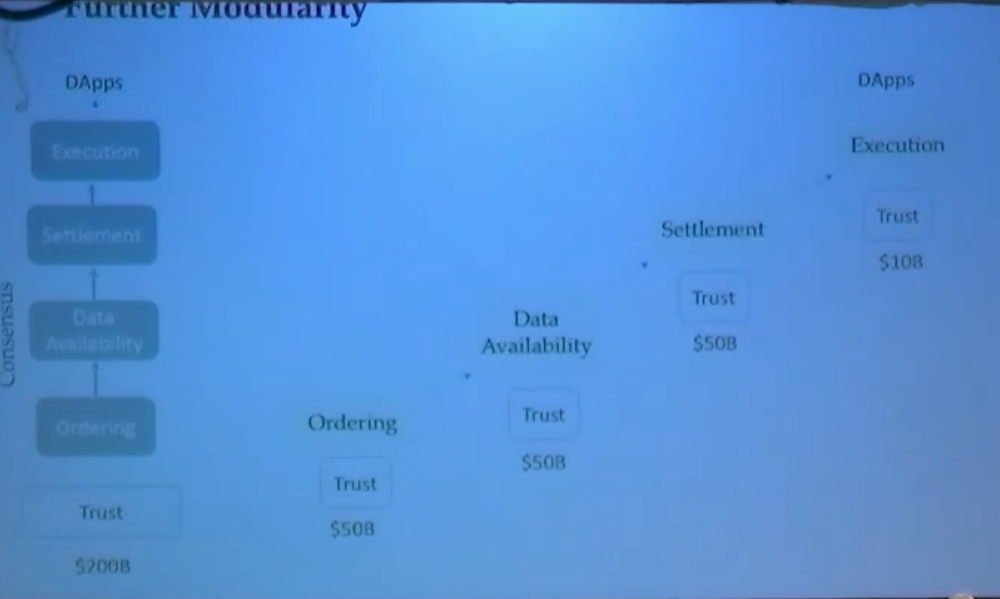 Further Modularity
DApps
Execution
Settlement
Data
Availability
Ordering
Consensus
Trust
$200B
Ordering
Trust
$50B
Data
Availability
Trust
$50B
Settlement
Trust
$50B
DApps
Execution
Trust
$10B